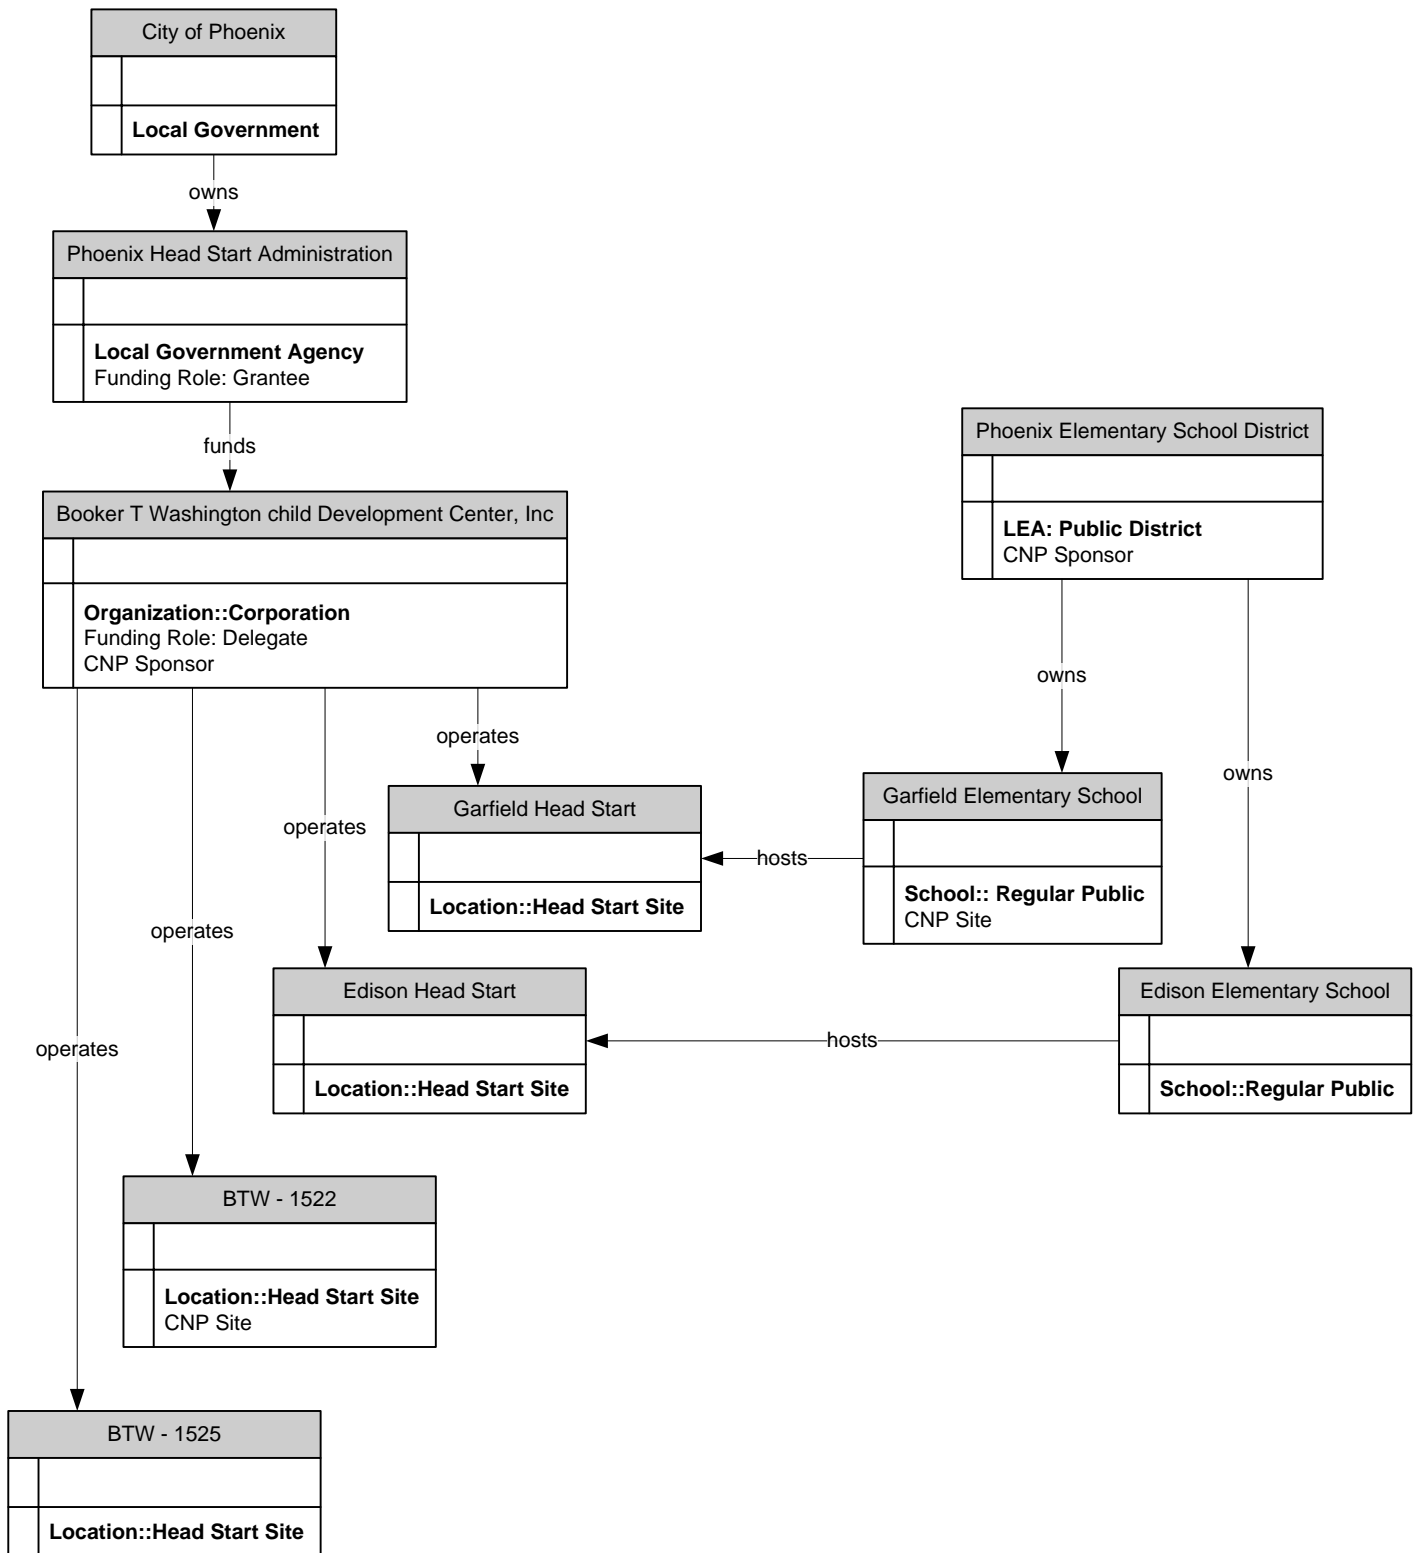 City of Phoenix
Local Government
owns
Phoenix Head Start Administration
Local Government Agency
Funding Role: Grantee
funds
Booker T Washington child Development Center, Inc
Organization::Corporation
Funding Role: Delegate
CNP Sponsor
Phoenix Elementary School District
LEA: Public District
CNP Sponsor
owns
owns
operates
operates
operates
operates
Garfield Head Start
Location::Head Start Site
hosts
Garfield Elementary School
School:: Regular Public
CNP Site
Edison Head Start
Location::Head Start Site
hosts
Edison Elementary School
School::Regular Public
BTW - 1522
Location::Head Start Site
CNP Site
BTW - 1525
Location::Head Start Site